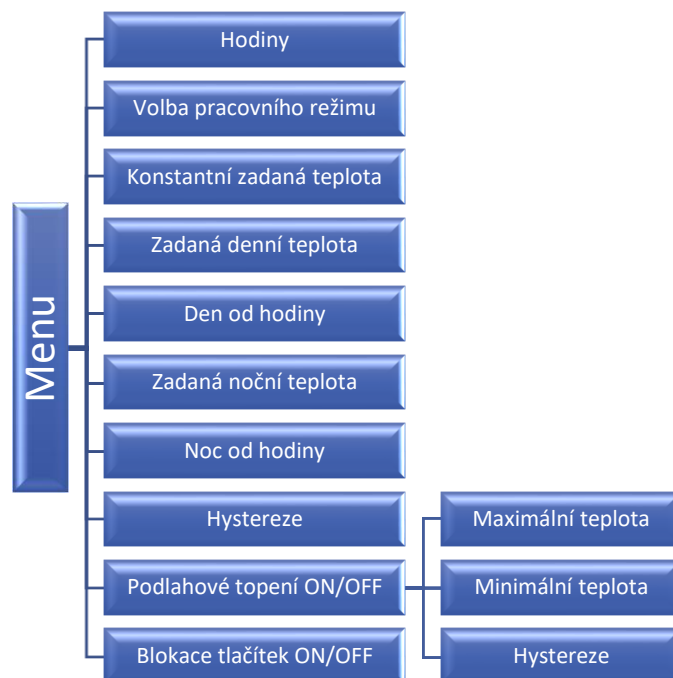 Menu
Hodiny
Volba pracovního režimu
Konstantní zadaná teplota
Zadaná denní teplota
Den od hodiny
Zadaná noční teplota
Noc od hodiny
Hystereze
Podlahové topení ON/OFF
Maximální teplota
Minimální teplota
Hystereze
Blokace tlačítek ON/OFF